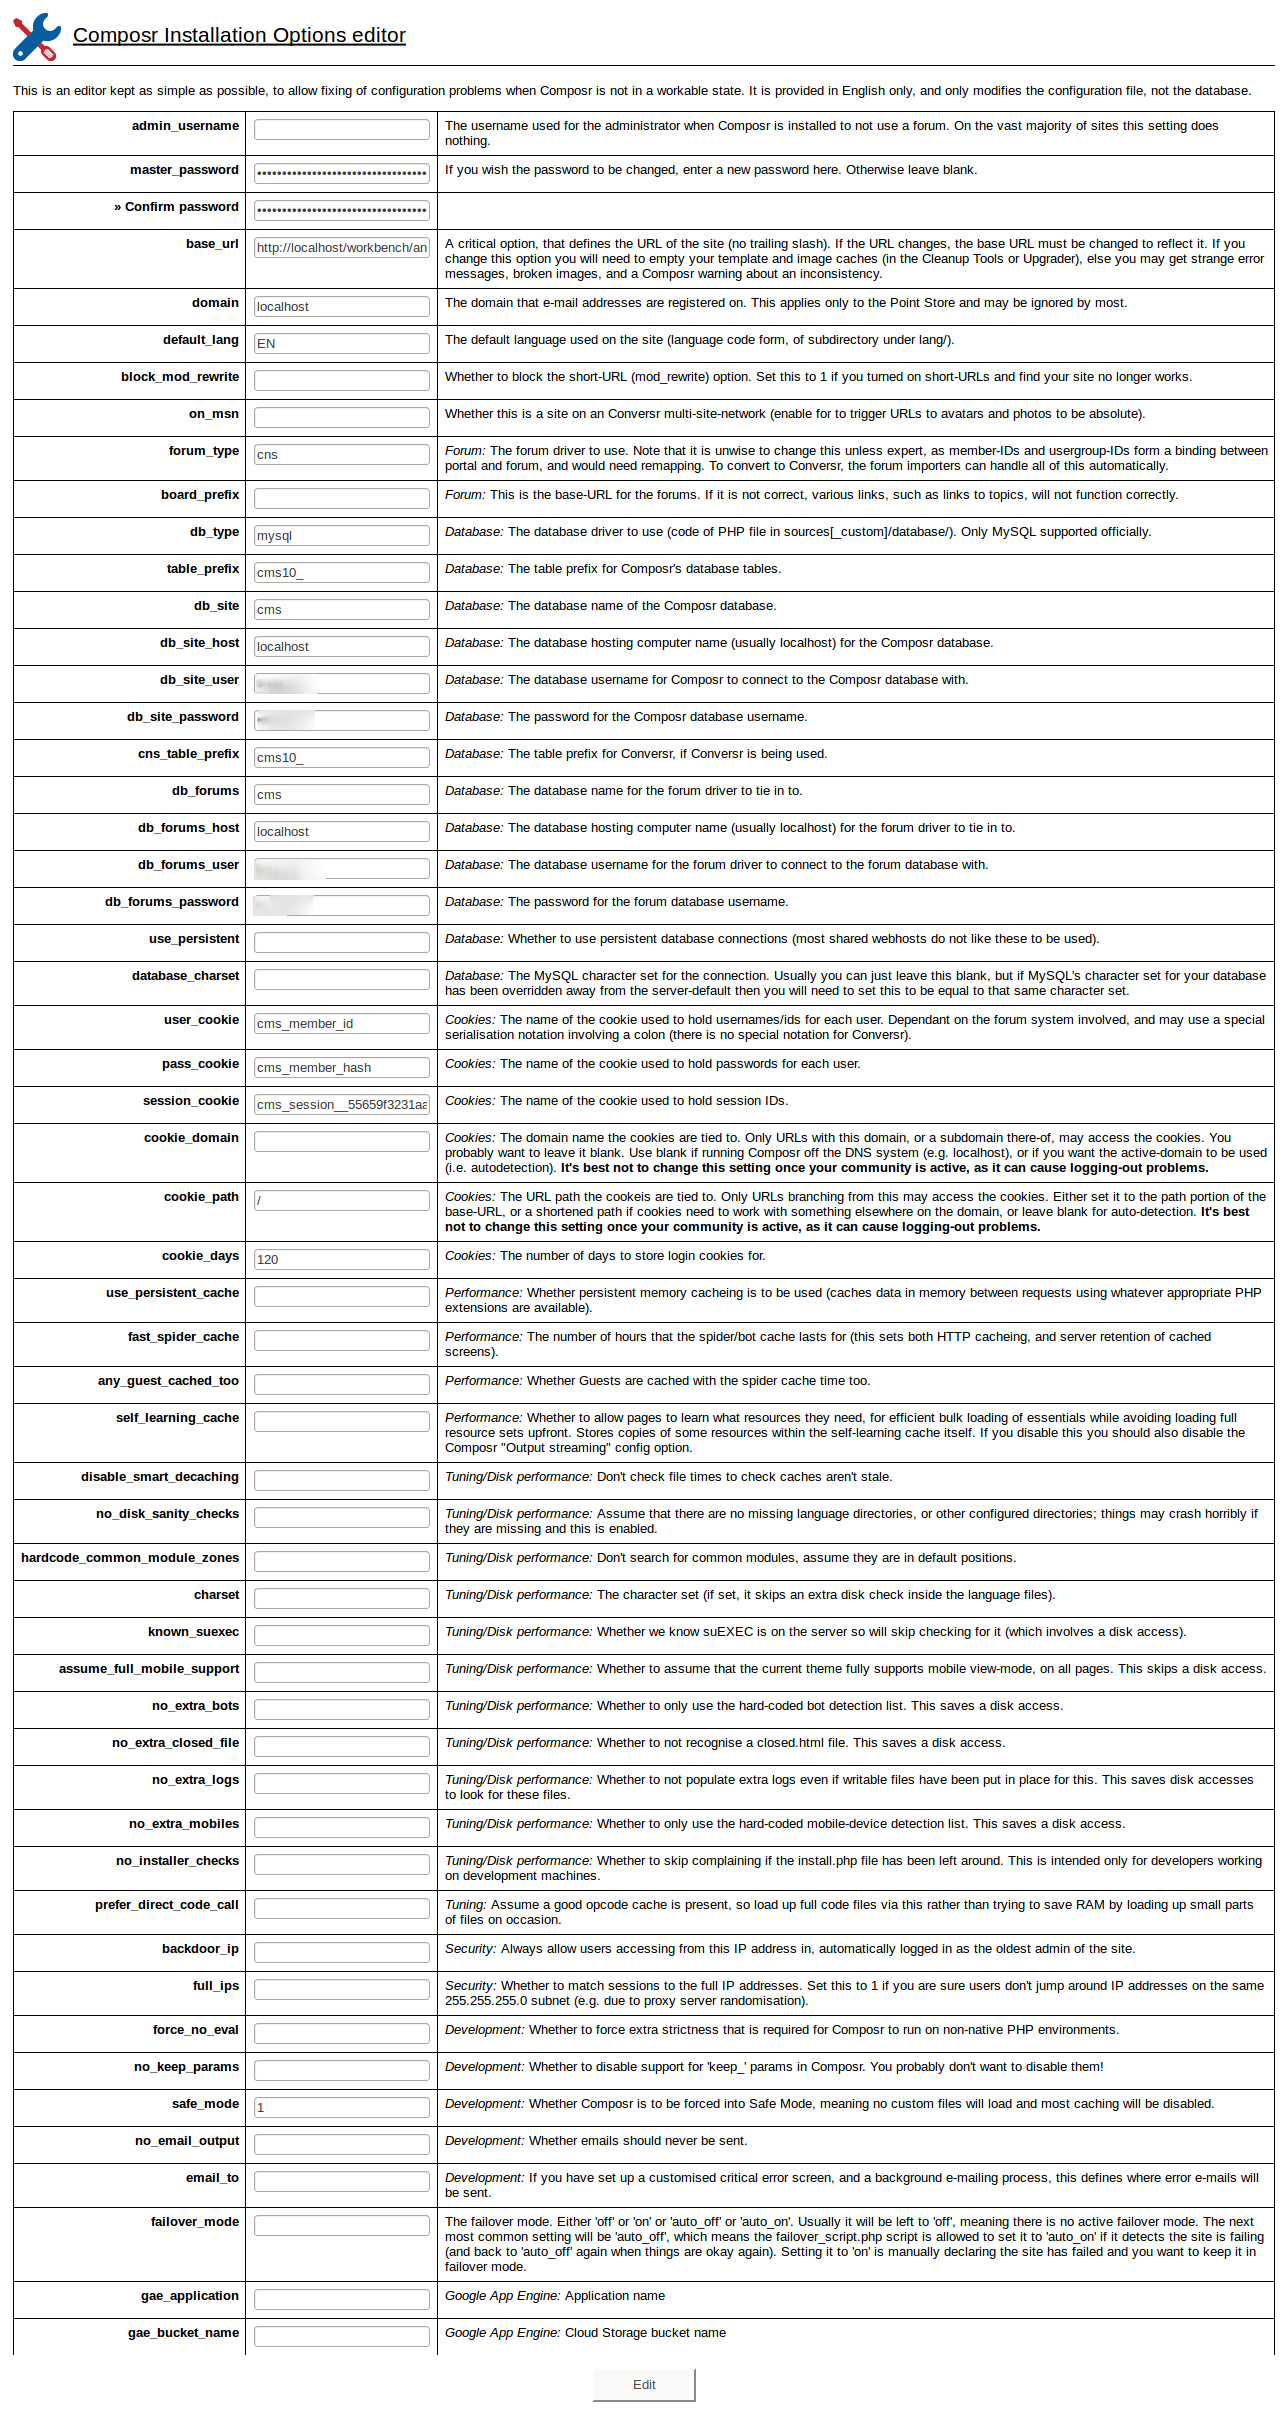 Composr Installation Options editor
This is an editor kept as simple as possible, to allow fixing of configuration problems when Composr is not in a workable state. It is provided in English only, and only modifies the configuration file, not the database.
admin_username
The username used for the administrator when Composr is installed to not use a forum. On the vast majority of sites this setting does
nothing.
master_password
••••••••••••••••••••••••••••••••••
If you wish the password to be changed, enter a new password here. Otherwise leave blank.
» Confirm password
••••••••••••••••••••••••••••••••••
base_url
http://localhost/workbench/an
A critical option, that defines the URL of the site (no trailing slash). If the URL changes, the base URL must be changed to reflect it. If you
change this option you will need to empty your template and image caches (in the Cleanup Tools or Upgrader), else you may get strange error
messages, broken images, and a Composr warning about an inconsistency.
domain
localhost
The domain that e-mail addresses are registered on. This applies only to the Point Store and may be ignored by most.
default_lang
EN
The default language used on the site (language code form, of subdirectory under lang/).
block_mod_rewrite
Whether to block the short-URL (mod_rewrite) option. Set this to 1 if you turned on short-URLs and find your site no longer works.
on_msn
Whether this is a site on an Conversr multi-site-network (enable for to trigger URLs to avatars and photos to be absolute).
forum_type
cns
Forum: The forum driver to use. Note that it is unwise to change this unless expert, as member-IDs and usergroup-IDs form a binding between
portal and forum, and would need remapping. To convert to Conversr, the forum importers can handle all of this automatically.
board_prefix
Forum: This is the base-URL for the forums. If it is not correct, various links, such as links to topics, will not function correctly.
db_type
mysql
Database: The database driver to use (code of PHP file in sources[_custom]/database/). Only MySQL supported officially.
table_prefix
cms10_
Database: The table prefix for Composr's database tables.
db_site
cms
Database: The database name of the Composr database.
db_site_host
localhost
Database: The database hosting computer name (usually localhost) for the Composr database.
db_site_user
Database: The database username for Composr to connect to the Composr database with.
db_site_password
Database: The password for the Composr database username.
cns_table_prefix
cms10_
Database: The table prefix for Conversr, if Conversr is being used.
db_forums
cms
Database: The database name for the forum driver to tie in to.
db_forums_host
localhost
Database: The database hosting computer name (usually localhost) for the forum driver to tie in to.
db_forums_user
Database: The database username for the forum driver to connect to the forum database with.
db_forums_password
Database: The password for the forum database username.
use_persistent
Database: Whether to use persistent database connections (most shared webhosts do not like these to be used).
database_charset
Database: The MySQL character set for the connection. Usually you can just leave this blank, but if MySQL's character set for your database
has been overridden away from the server-default then you will need to set this to be equal to that same character set.
user_cookie
cms_member_id
Cookies: The name of the cookie used to hold usernames/ids for each user. Dependant on the forum system involved, and may use a special
serialisation notation involving a colon (there is no special notation for Conversr).
pass_cookie
cms_member_hash
Cookies: The name of the cookie used to hold passwords for each user.
session_cookie
cms_session__55659f3231aa
Cookies: The name of the cookie used to hold session IDs.
cookie_domain
Cookies: The domain name the cookies are tied to. Only URLs with this domain, or a subdomain there-of, may access the cookies. You
probably want to leave it blank. Use blank if running Composr off the DNS system (e.g. localhost), or if you want the active-domain to be used
(i.e. autodetection). It's best not to change this setting once your community is active, as it can cause logging-out problems.
cookie_path
/
Cookies: The URL path the cookeis are tied to. Only URLs branching from this may access the cookies. Either set it to the path portion of the
base-URL, or a shortened path if cookies need to work with something elsewhere on the domain, or leave blank for auto-detection. It's best
not to change this setting once your community is active, as it can cause logging-out problems.
cookie_days
120
Cookies: The number of days to store login cookies for.
use_persistent_cache
Performance: Whether persistent memory cacheing is to be used (caches data in memory between requests using whatever appropriate PHP
extensions are available).
fast_spider_cache
Performance: The number of hours that the spider/bot cache lasts for (this sets both HTTP cacheing, and server retention of cached
screens).
any_guest_cached_too
Performance: Whether Guests are cached with the spider cache time too.
self_learning_cache
Performance: Whether to allow pages to learn what resources they need, for efficient bulk loading of essentials while avoiding loading full
resource sets upfront. Stores copies of some resources within the self-learning cache itself. If you disable this you should also disable the
Composr "Output streaming" config option.
disable_smart_decaching
Tuning/Disk performance: Don't check file times to check caches aren't stale.
no_disk_sanity_checks
Tuning/Disk performance: Assume that there are no missing language directories, or other configured directories; things may crash horribly if
they are missing and this is enabled.
hardcode_common_module_zones
Tuning/Disk performance: Don't search for common modules, assume they are in default positions.
charset
Tuning/Disk performance: The character set (if set, it skips an extra disk check inside the language files).
known_suexec
Tuning/Disk performance: Whether we know suEXEC is on the server so will skip checking for it (which involves a disk access).
assume_full_mobile_support
Tuning/Disk performance: Whether to assume that the current theme fully supports mobile view-mode, on all pages. This skips a disk access.
no_extra_bots
Tuning/Disk performance: Whether to only use the hard-coded bot detection list. This saves a disk access.
no_extra_closed_file
Tuning/Disk performance: Whether to not recognise a closed.html file. This saves a disk access.
no_extra_logs
Tuning/Disk performance: Whether to not populate extra logs even if writable files have been put in place for this. This saves disk accesses
to look for these files.
no_extra_mobiles
Tuning/Disk performance: Whether to only use the hard-coded mobile-device detection list. This saves a disk access.
no_installer_checks
Tuning/Disk performance: Whether to skip complaining if the install.php file has been left around. This is intended only for developers working
on development machines.
prefer_direct_code_call
Tuning: Assume a good opcode cache is present, so load up full code files via this rather than trying to save RAM by loading up small parts
of files on occasion.
backdoor_ip
Security: Always allow users accessing from this IP address in, automatically logged in as the oldest admin of the site.
full_ips
Security: Whether to match sessions to the full IP addresses. Set this to 1 if you are sure users don't jump around IP addresses on the same
255.255.255.0 subnet (e.g. due to proxy server randomisation).
force_no_eval
Development: Whether to force extra strictness that is required for Composr to run on non-native PHP environments.
no_keep_params
Development: Whether to disable support for 'keep_' params in Composr. You probably don't want to disable them!
safe_mode
1
Development: Whether Composr is to be forced into Safe Mode, meaning no custom files will load and most caching will be disabled.
no_email_output
Development: Whether emails should never be sent.
email_to
Development: If you have set up a customised critical error screen, and a background e-mailing process, this defines where error e-mails will
be sent.
failover_mode
The failover mode. Either 'off' or 'on' or 'auto_off' or 'auto_on'. Usually it will be left to 'off', meaning there is no active failover mode. The next
most common setting will be 'auto_off', which means the failover_script.php script is allowed to set it to 'auto_on' if it detects the site is failing
(and back to 'auto_off' again when things are okay again). Setting it to 'on' is manually declaring the site has failed and you want to keep it in
failover mode.
gae_application
Google App Engine: Application name
gae_bucket_name
Google App Engine: Cloud Storage bucket name
Edit